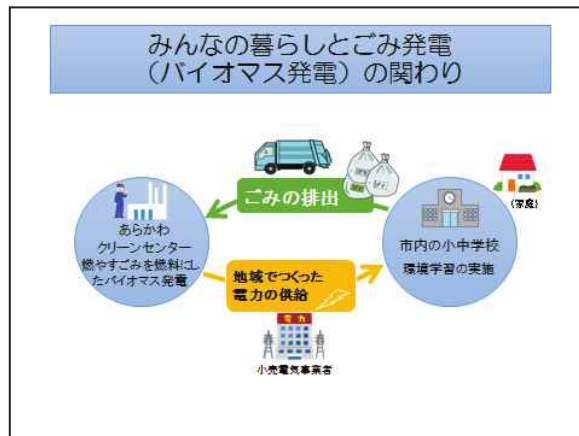 みんなの暮らしとごみ発電
（バイオマス発電）の関わり
ごみの排出
(家庭)
あらかわ
クリーンセンター
燃やすごみを燃料にし
たバイオマス発電
市内の小中学校
環境学習の実施
地域でつくった
電力の供給
電力
小売電気事業者